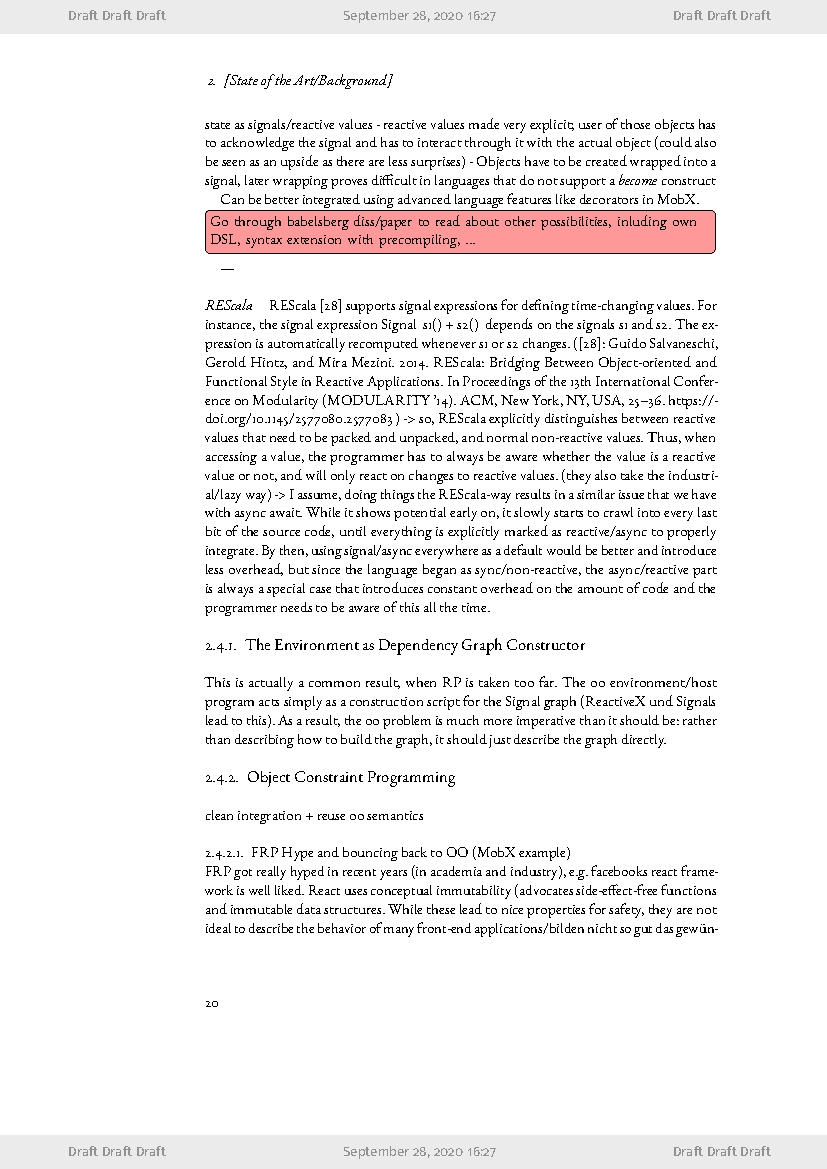 Draft Draft Draft September 28, 2020 16:27 Draft Draft Draft
2. [State of the Art/Background]
state as signals/reactive values - reactive values made very explicit; user of those objects has
to acknowledge the signal and has to interact through it with the actual object (could also
be seen as an upside as there are less surprises) - Objects have to be created wrapped into a
signal, later wrapping proves difficult in languages that do not support a become construct
Can be better integrated using advanced language features like decorators in MobX.
Go through babelsberg diss/paper to read about other possibilities, inluding own
DSL, syntax extension with precompiling, ...
—
REScala REScala [28] supports signal expressions for defining time-changing values. For
instance, the signal expression Signal s1() + s2() depends on the signals s1 and s2. The ex-
pression is automatically recomputed whenever s1 or s2 changes. ([28]: Guido Salvaneschi,
Gerold Hintz, and Mira Mezini. 2014. REScala: Bridging Between Object-oriented and
Functional Style in Reactive Applications. In Proceedings of the 13th International Confer-
ence on Modularity (MODULARITY ’14). ACM, New York, NY, USA, 25–36. https://-
doi.org/10.1145/2577080.2577083 ) -> so, REScala explicitly distinguishes between reactive
values that need to be packed and unpacked, and normal non-reactive values. Thus, when
accessing a value, the programmer has to always be aware whether the value is a reactive
value or not, and will only react on changes to reactive values. (they also take the industri-
al/lazy way) -> I assume, doing things the REScala-way results in a similar issue that we have
with async await. While it shows potential early on, it slowly starts to crawl into every last
bit of the source code, until everything is explicitly marked as reactive/async to properly
integrate. By then, using signal/async everywhere as a default would be better and introduce
less overhead, but since the language began as sync/non-reactive, the async/reactive part
is always a special case that introduces constant overhead on the amount of code and the
programmer needs to be aware of this all the time.
2.4.1. The Environment as Dependency Graph Constructor
This is actually a common result, when RP is taken too far. The oo environment/host
program acts simply as a construction script for the Signal graph (ReactiveX und Signals
lead to this). As a result, the oo problem is much more imperative than it should be: rather
than describing how to build the graph, it should just describe the graph directly.
2.4.2. Object Constraint Programming
clean integration + reuse oo semantics
2.4.2.1. FRP Hype and bouncing back to OO (MobX example)
FRP got really hyped in recent years (in academia and industry), e.g. facebooks react frame-
work is well liked. React uses conceptual immutability (advocates side-effect-free functions
and immutable data structures. While these lead to nice properties for safety, they are not
ideal to describe the behavior of many front-end applications/bilden nicht so gut das gewün-
20
Draft Draft Draft September 28, 2020 16:27 Draft Draft Draft